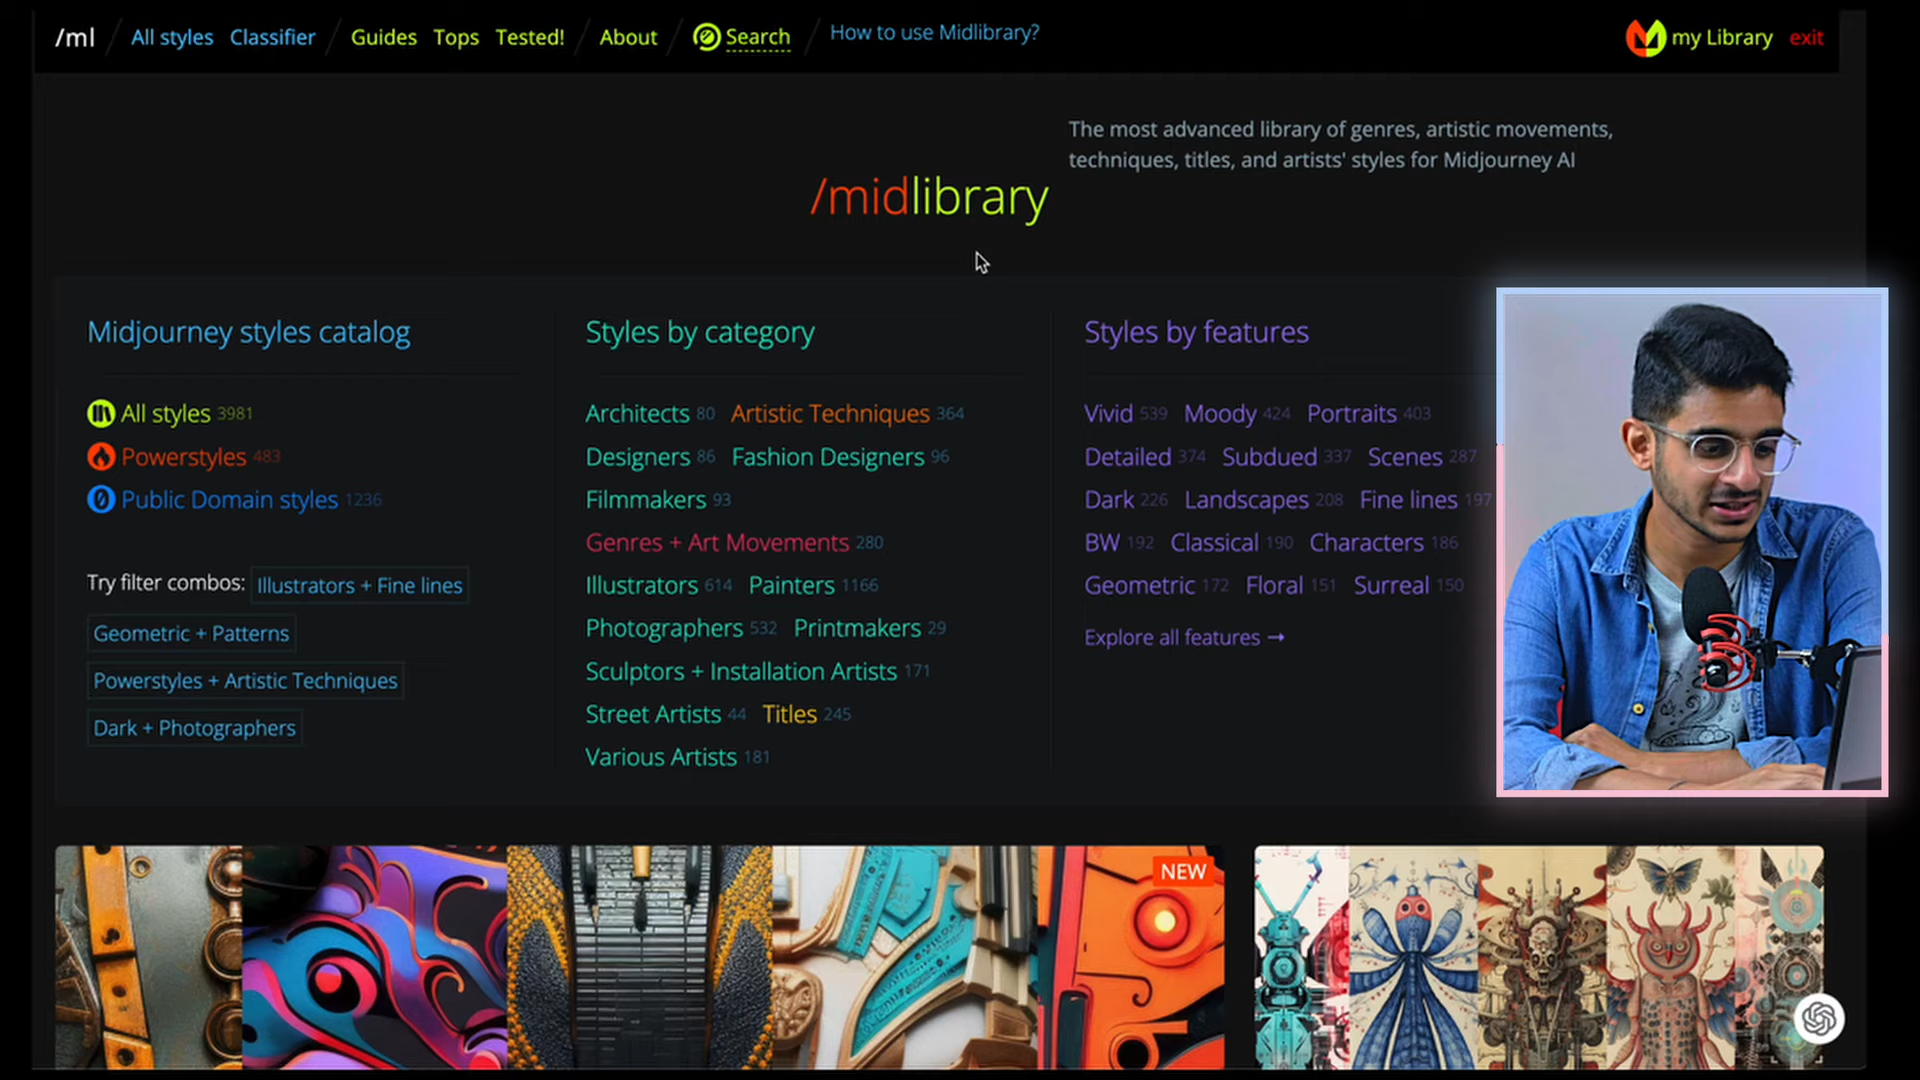 /ml / All styles Classifier / Guides Tops Tested! / About / Search / How to use Midlibrary? my Library exit
The most advanced library of genres, artistic movements,
techniques, titles, and artists' styles for Midjourney AI
/midlibrary
Midjourney styles catalog
All styles 3981
Powerstyles 483
Public Domain styles 1236
Try filter combos: Illustrators + Fine lines
Geometric + Patterns
Powerstyles + Artistic Techniques
Dark + Photographers
Styles by category
Architects 80 Artistic Techniques 364
Designers 86 Fashion Designers 96
Filmmakers 93
Genres + Art Movements 280
Illustrators 614 Painters 1166
Photographers 532 Printmakers 29
Sculptors + Installation Artists 171
Street Artists 44 Titles 245
Various Artists 181
Styles by features
Vivid 539 Moody 424 Portraits 403
Detailed 374 Subdued 337 Scenes 287
Dark 226 Landscapes 208 Fine lines 197
BW 192 Classical 190 Characters 186
Geometric 172 Floral 151 Surreal 150
Explore all features →
NEW